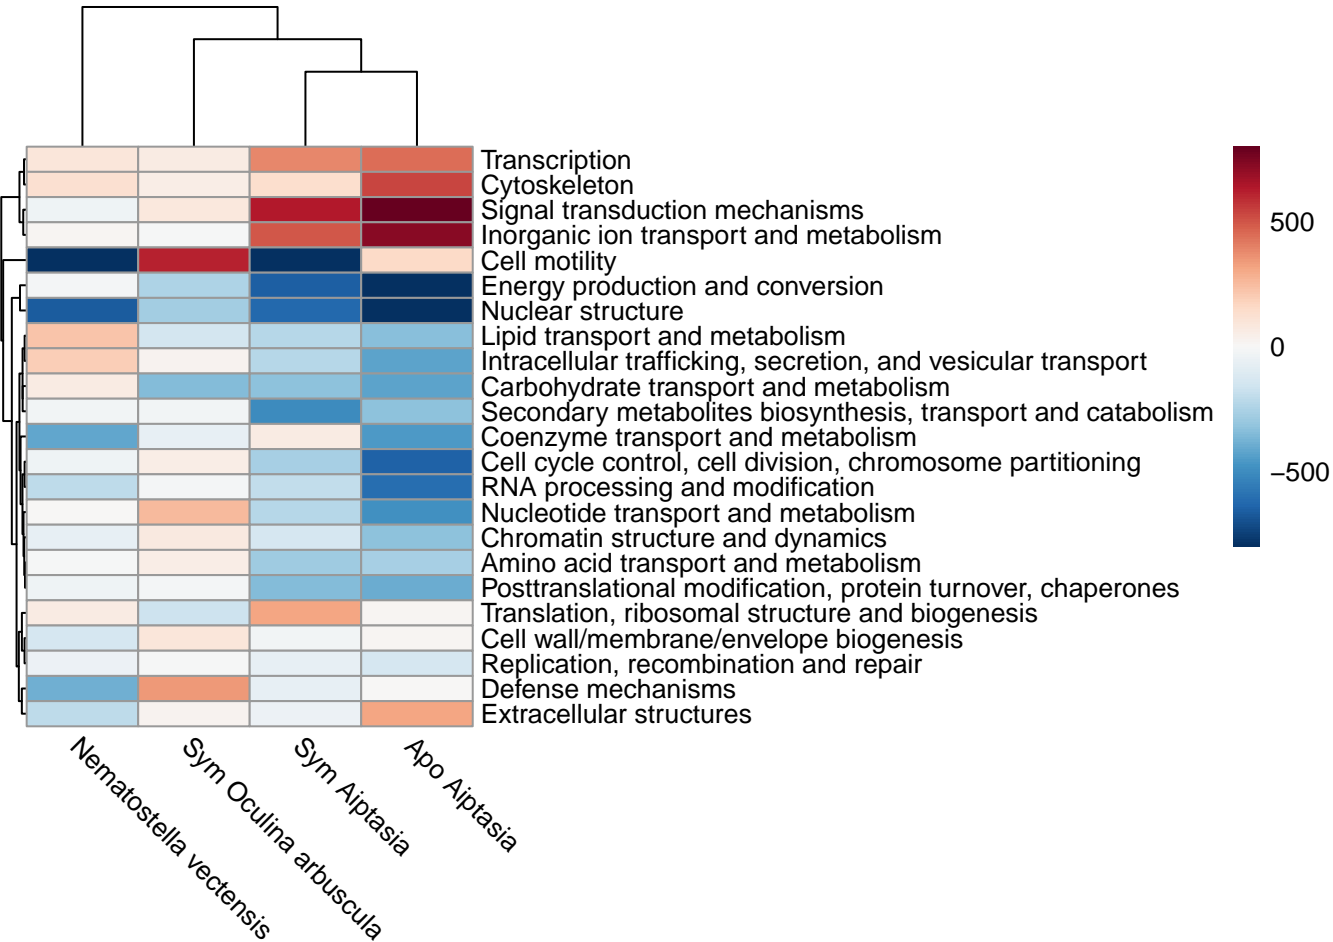 Transcription
Cytoskeleton
Signal transduction mechanisms
Inorganic ion transport and metabolism
Cell motility
Energy production and conversion
Nuclear structure
Lipid transport and metabolism
Intracellular trafficking, secretion, and vesicular transport
Carbohydrate transport and metabolism
Secondary metabolites biosynthesis, transport and catabolism
Coenzyme transport and metabolism
Cell cycle control, cell division, chromosome partitioning
RNA processing and modification
Nucleotide transport and metabolism
Chromatin structure and dynamics
Amino acid transport and metabolism
Posttranslational modification, protein turnover, chaperones
Translation, ribosomal structure and biogenesis
Cell wall/membrane/envelope biogenesis
Replication, recombination and repair
Defense mechanisms
Extracellular structures
500
0
−500
Nematostella vectensis
Sym Oculina arbuscula
Sym Aiptasia
Apo Aiptasia